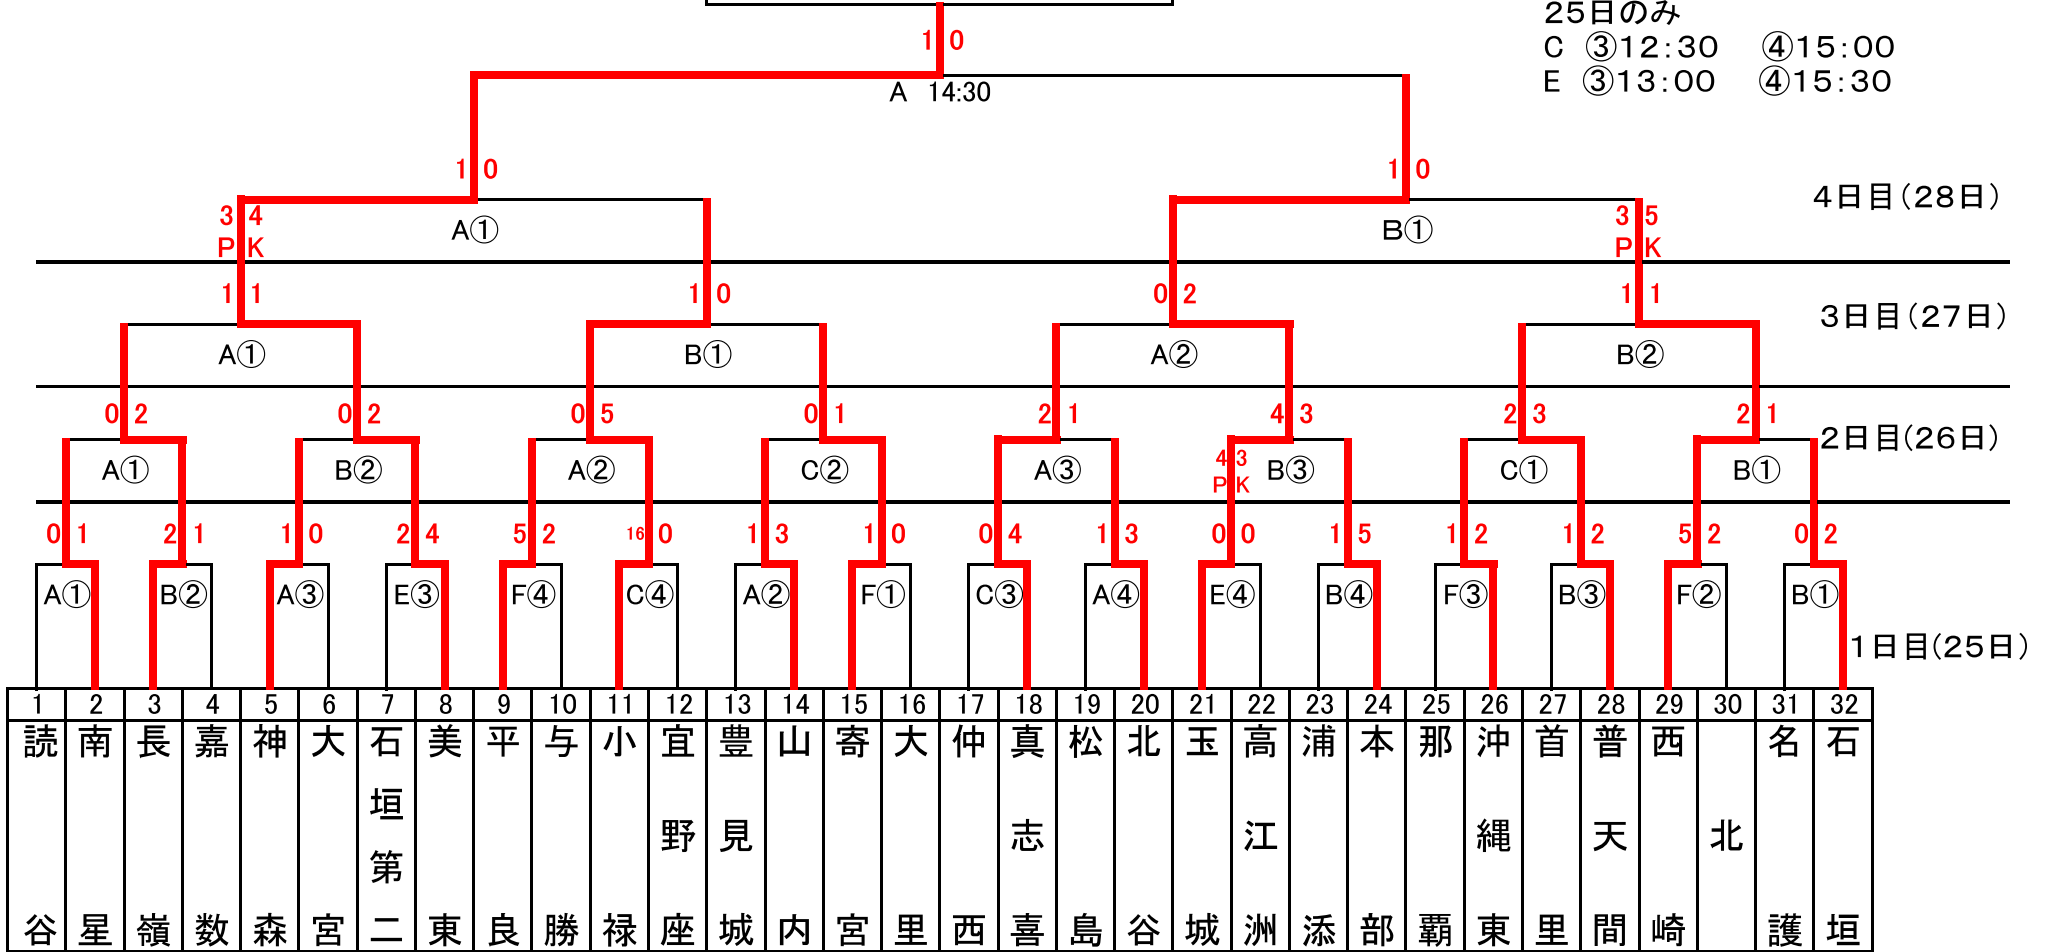 25日のみ
C ③12:30 ④15:00
E ③13:00 ④15:30
1 0
A 14:30
1 0 1 0
4日目(28日)
3 4 3 5
A① B①
P K P K
1 1 1 0 0 2 1 1
3日目(27日)
A① B① A② B②
0 2 0 2 0 5 0 1 2 1 4 3 2 3 2 1
2日目(26日)
4 3
A① B② A② C② A③ B③ C① B①
P K
0 1 2 1 1 0 2 4 5 2 16 0 1 3 1 0 0 4 1 3 0 0 1 5 1 2 1 2 5 2 0 2
A① B② A③ E③ F④ C④ A② F① C③ A④ E④ B④ F③ B③ F② B①
1日目(25日)
1 2 3 4 5 6 7 8 9 10 11 12 13 14 15 16 17 18 19 20 21 22 23 24 25 26 27 28 29 30 31 32
読谷
南星
長嶺
嘉数
神森
大宮
石垣第二
美東
平良
与勝
小禄
宜野座
豊見城
山内
寄宮
大里
仲西
真志喜
松島
北谷
玉城
高江洲
浦添
本部
那覇
沖縄東
首里
普天間
西崎
北
名護
石垣